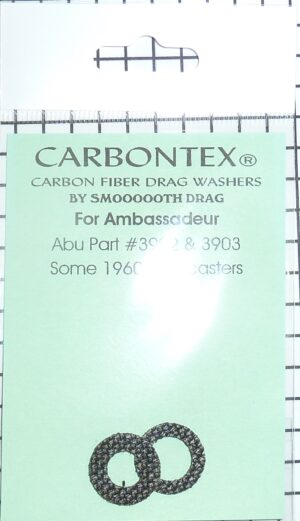 CARBONTEX®
CARBON FIBER DRAG WASHERS
BY SMOOOOOTH DRAG
For Ambassadeur
Abu Part & 3903
Some